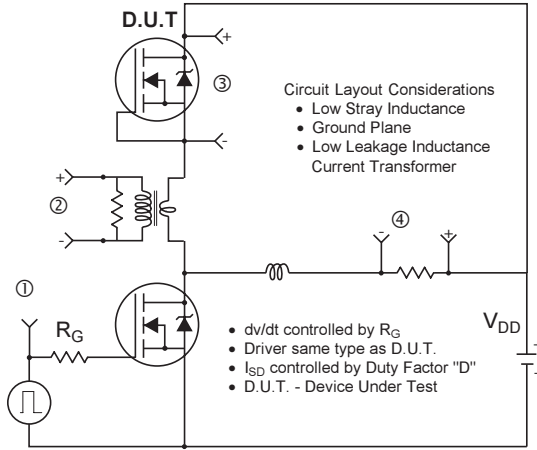 D.U.T
+
③
-
Circuit Layout Considerations
• Low Stray Inductance
• Ground Plane
• Low Leakage Inductance
Current Transformer
+
②
-
④
-
+
①
R_G
• dv/dt controlled by R_G
• Driver same type as D.U.T.
• I_SD controlled by Duty Factor "D"
• D.U.T. - Device Under Test
V_DD
+
-